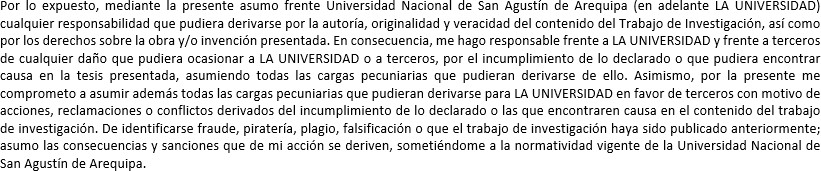 Por lo expuesto, mediante la presente asumo frente Universidad Nacional de San Agustín de Arequipa (en adelante LA UNIVERSIDAD)
cualquier responsabilidad que pudiera derivarse por la autoría, originalidad y veracidad del contenido del Trabajo de Investigación, así como
por los derechos sobre la obra y/o invención presentada. En consecuencia, me hago responsable frente a LA UNIVERSIDAD y frente a terceros
de cualquier daño que pudiera ocasionar a LA UNIVERSIDAD o a terceros, por el incumplimiento de lo declarado o que pudiera encontrar
causa en la tesis presentada, asumiendo todas las cargas pecuniarias que pudieran derivarse de ello. Asimismo, por la presente me
comprometo a asumir además todas las cargas pecuniarias que pudieran derivarse para LA UNIVERSIDAD en favor de terceros con motivo de
acciones, reclamaciones o conflictos derivados del incumplimiento de lo declarado o las que encontraren causa en el contenido del trabajo
de investigación. De identificarse fraude, piratería, plagio, falsificación o que el trabajo de investigación haya sido publicado anteriormente;
asumo las consecuencias y sanciones que de mi acción se deriven, sometiéndome a la normatividad vigente de la Universidad Nacional de
San Agustín de Arequipa.